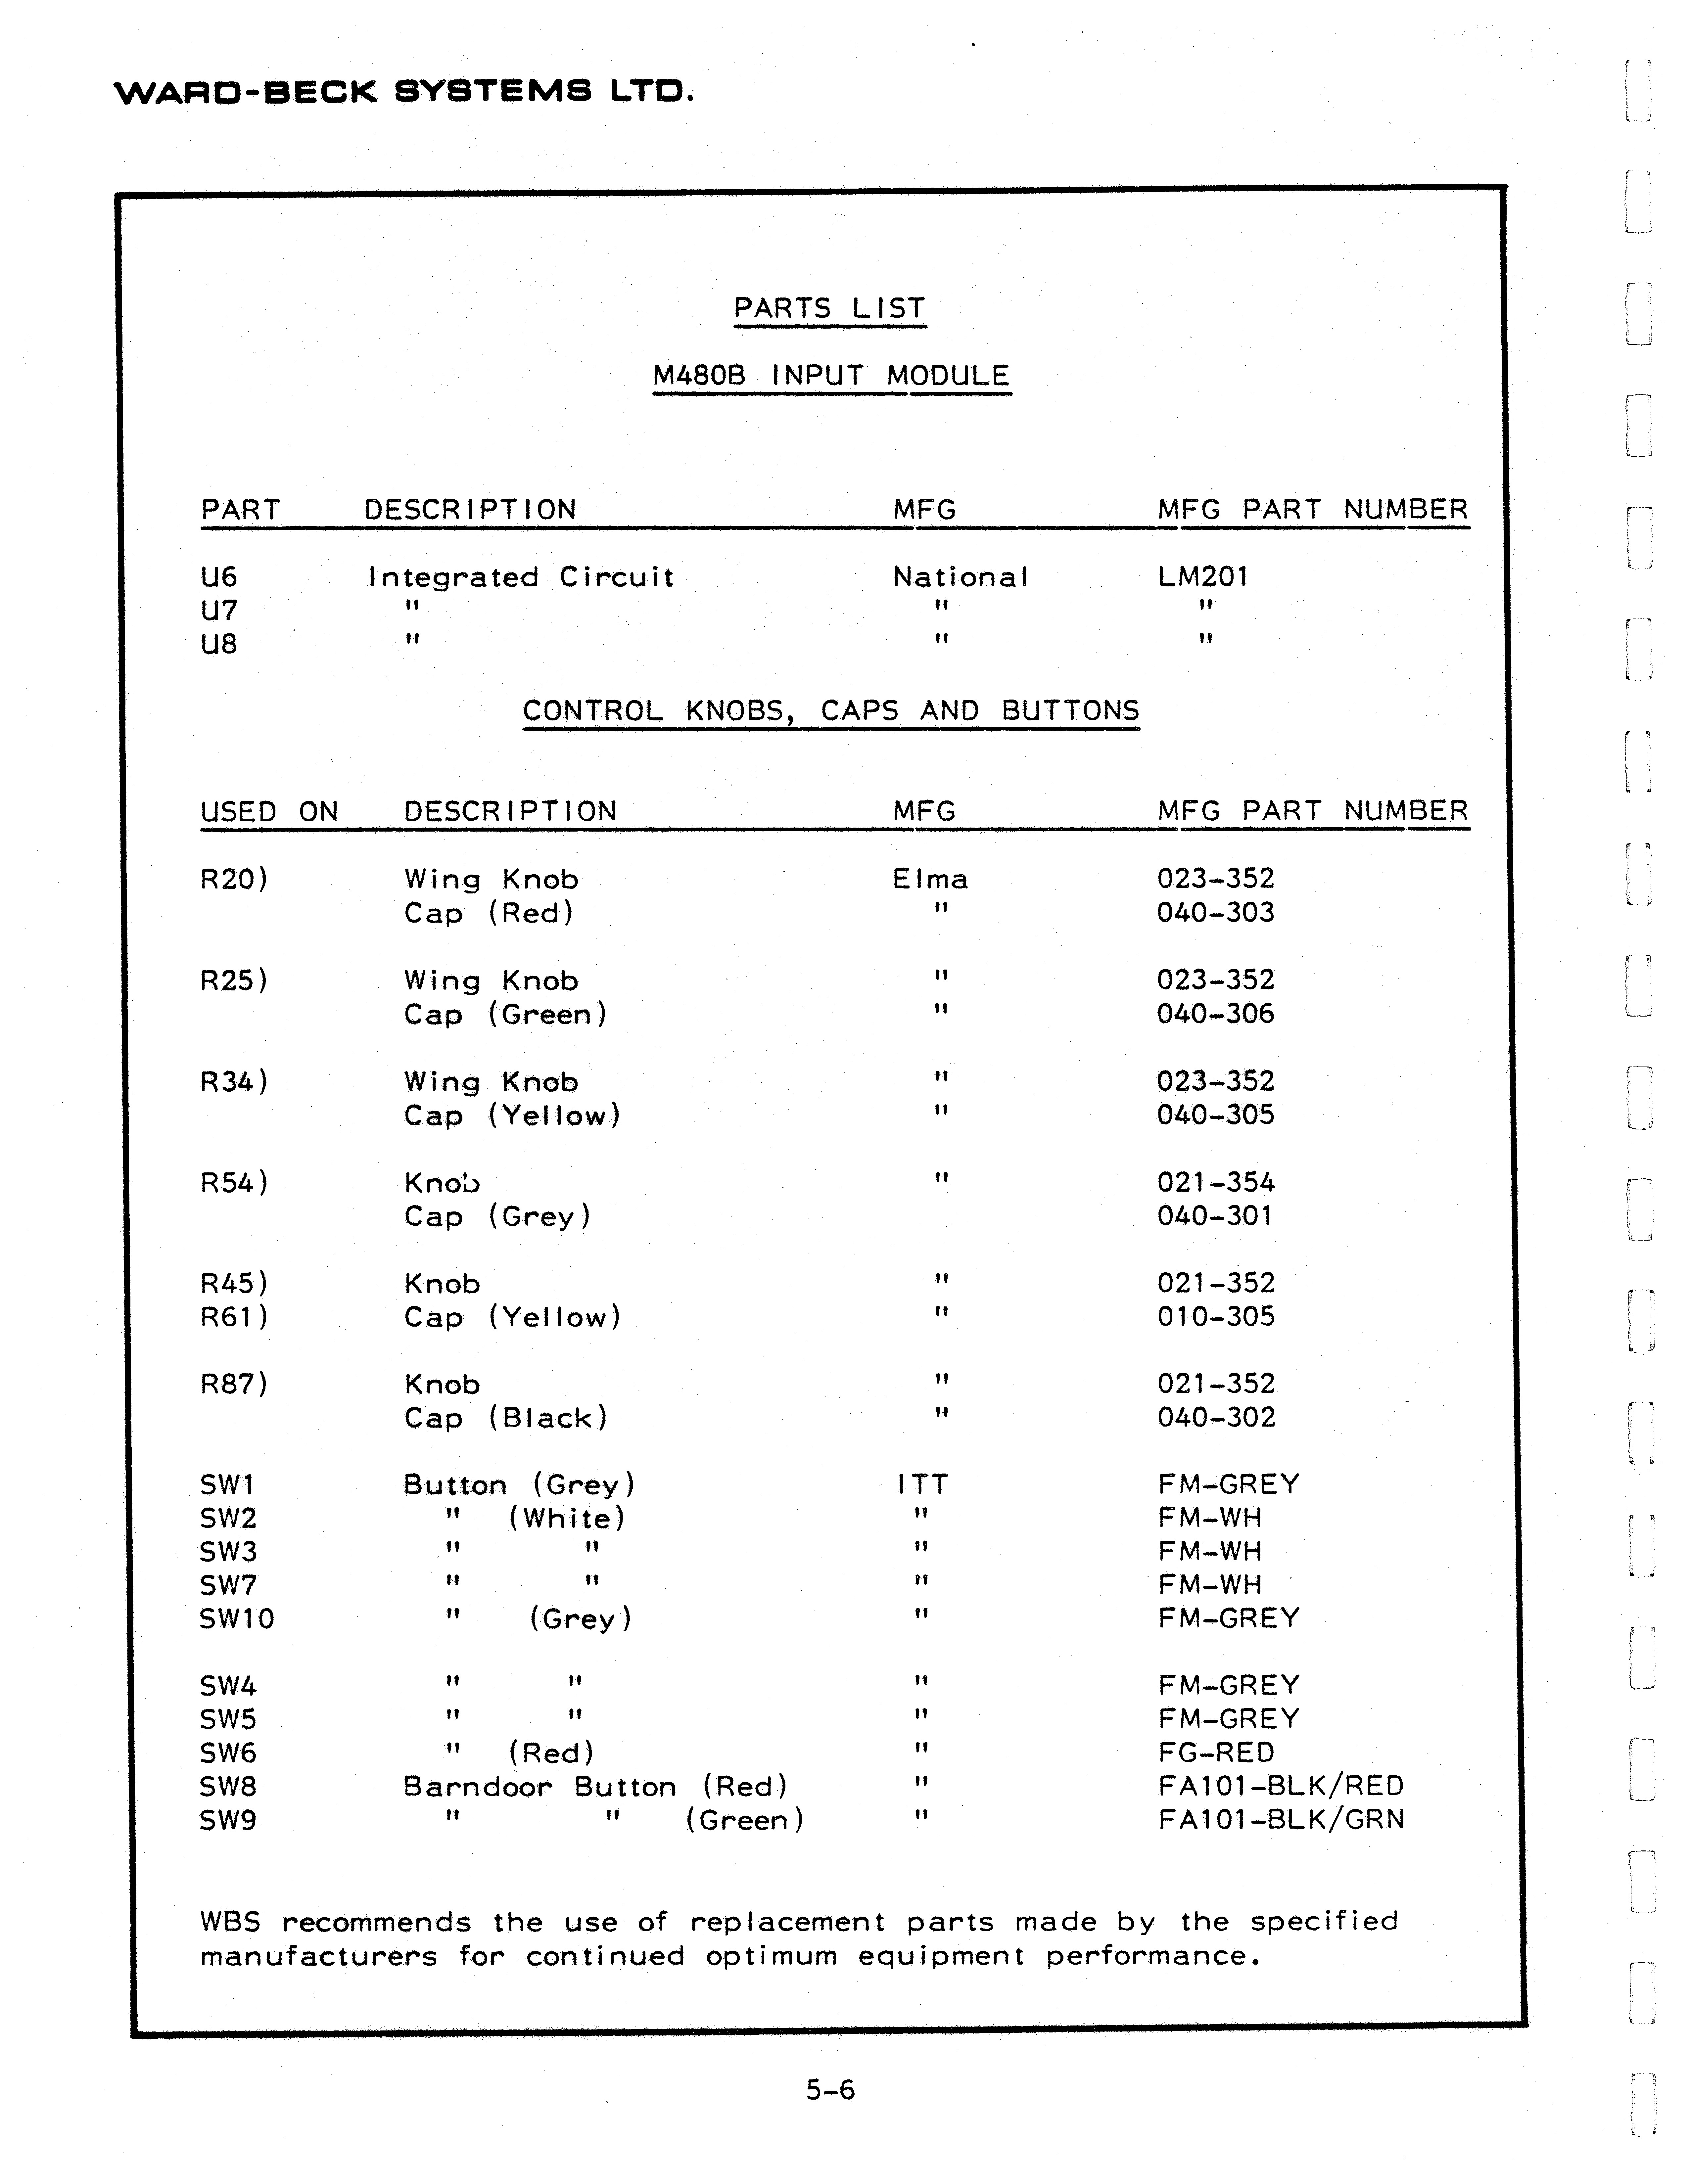 WARD-BECK SYSTEMS LTD.
PARTS LIST
M480B INPUT MODULE
PART DESCRIPTION MFG MFG PART NUMBER
U6 Integrated Circuit National LM201
U7 " " "
U8 " " "
CONTROL KNOBS, CAPS AND BUTTONS
USED ON DESCRIPTION MFG MFG PART NUMBER
R20) Wing Knob Elma 023-352
Cap (Red) " 040-303
R25) Wing Knob " 023-352
Cap (Green) " 040-306
R34) Wing Knob " 023-352
Cap (Yellow) " 040-305
R54) Knob " 021-354
Cap (Grey) 040-301
R45) Knob " 021-352
R61) Cap (Yellow) " 010-305
R87) Knob " 021-352
Cap (Black) " 040-302
SW1 Button (Grey) ITT FM-GREY
SW2 " (White) " FM-WH
SW3 " " " FM-WH
SW7 " " " FM-WH
SW10 " (Grey) " FM-GREY
SW4 " " " FM-GREY
SW5 " " " FM-GREY
SW6 " (Red) " FG-RED
SW8 Barndoor Button (Red) " FA101-BLK/RED
SW9 " " (Green) " FA101-BLK/GRN
WBS recommends the use of replacement parts made by the specified
manufacturers for continued optimum equipment performance.
5-6